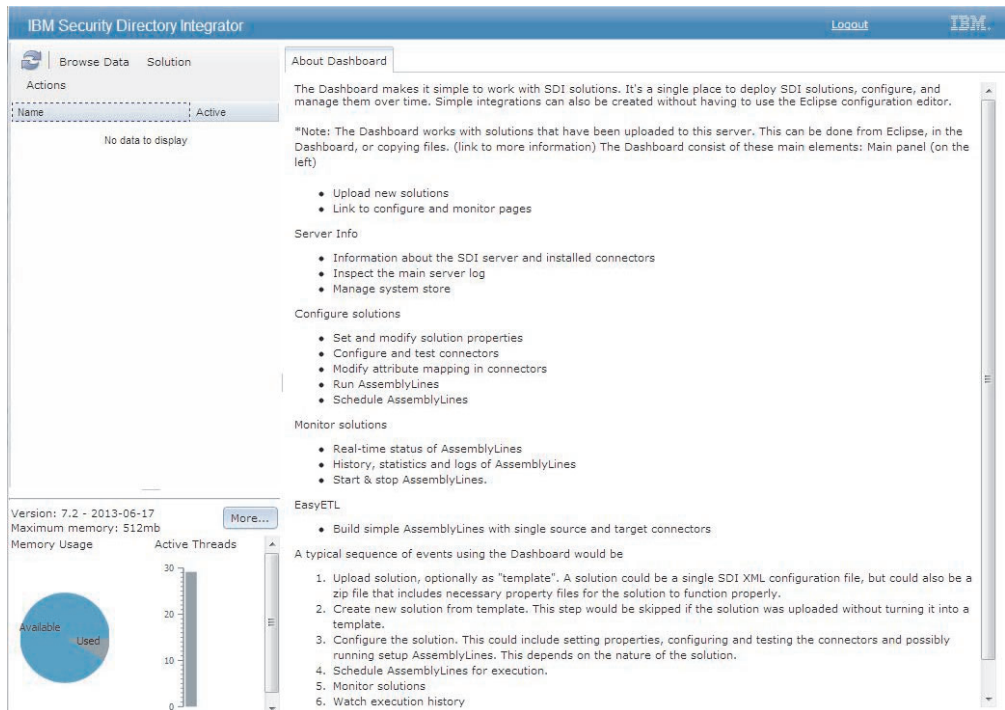 IBM Security Directory Integrator
Logout
IBM.
Browse Data Solution
Actions
Name Active
No data to display
Version: 7.2 - 2013-06-17
Maximum memory: 512mb
More...
Memory Usage Active Threads
Available
Used
30
20
10
0
About Dashboard
The Dashboard makes it simple to work with SDI solutions. It's a single place to deploy SDI solutions, configure, and
manage them over time. Simple integrations can also be created without having to use the Eclipse configuration editor.
*Note: The Dashboard works with solutions that have been uploaded to this server. This can be done from Eclipse, in the
Dashboard, or copying files. (link to more information) The Dashboard consist of these main elements: Main panel (on the
left)
• Upload new solutions
• Link to configure and monitor pages
Server Info
• Information about the SDI server and installed connectors
• Inspect the main server log
• Manage system store
Configure solutions
• Set and modify solution properties
• Configure and test connectors
• Modify attribute mapping in connectors
• Run AssemblyLines
• Schedule AssemblyLines
Monitor solutions
• Real-time status of AssemblyLines
• History, statistics and logs of AssemblyLines
• Start & stop AssemblyLines.
EasyETL
• Build simple AssemblyLines with single source and target connectors
A typical sequence of events using the Dashboard would be
1. Upload solution, optionally as "template". A solution could be a single SDI XML configuration file, but could also be a
zip file that includes necessary property files for the solution to function properly.
2. Create new solution from template. This step would be skipped if the solution was uploaded without turning it into a
template.
3. Configure the solution. This could include setting properties, configuring and testing the connectors and possibly
running setup AssemblyLines. This depends on the nature of the solution.
4. Schedule AssemblyLines for execution.
5. Monitor solutions
6. Watch execution history